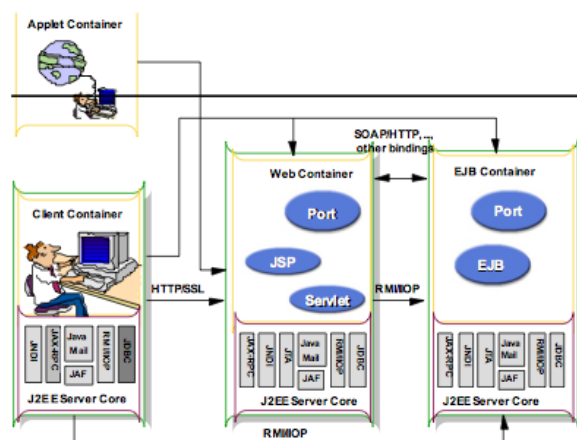 Applet Container
SOAP/HTTP, ...,
other bindings
Web Container
EJB Container
Client Container
Port
Port
JSP
EJB
Servlet
HTTP/SSL
RMI/IIOP
JNDI
JAX-RPC
Java
Mail
JAF
RMI/IIOP
JDBC
J2EE Server Core
JAX-RPC
JNDI
JTA
Java
Mail
JAF
RMI/IIOP
JDBC
J2EE Server Core
JAX-RPC
JNDI
JTA
Java
Mail
JAF
RMI/IIOP
JDBC
J2EE Server Core
RMI/IIOP